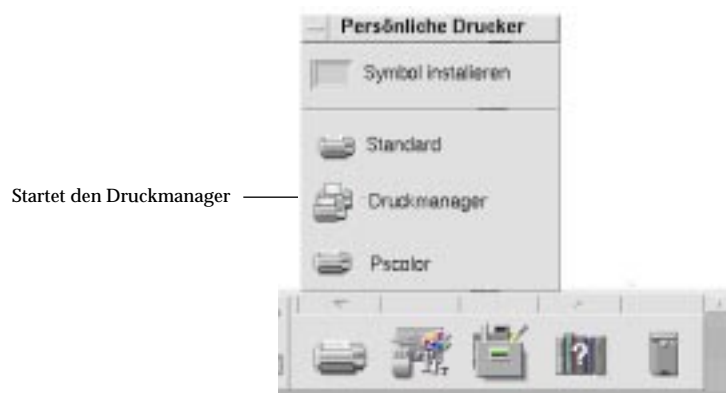 Persönliche Drucker
Symbol installieren
Standard
Startet den Druckmanager
Druckmanager
Pscolor
?